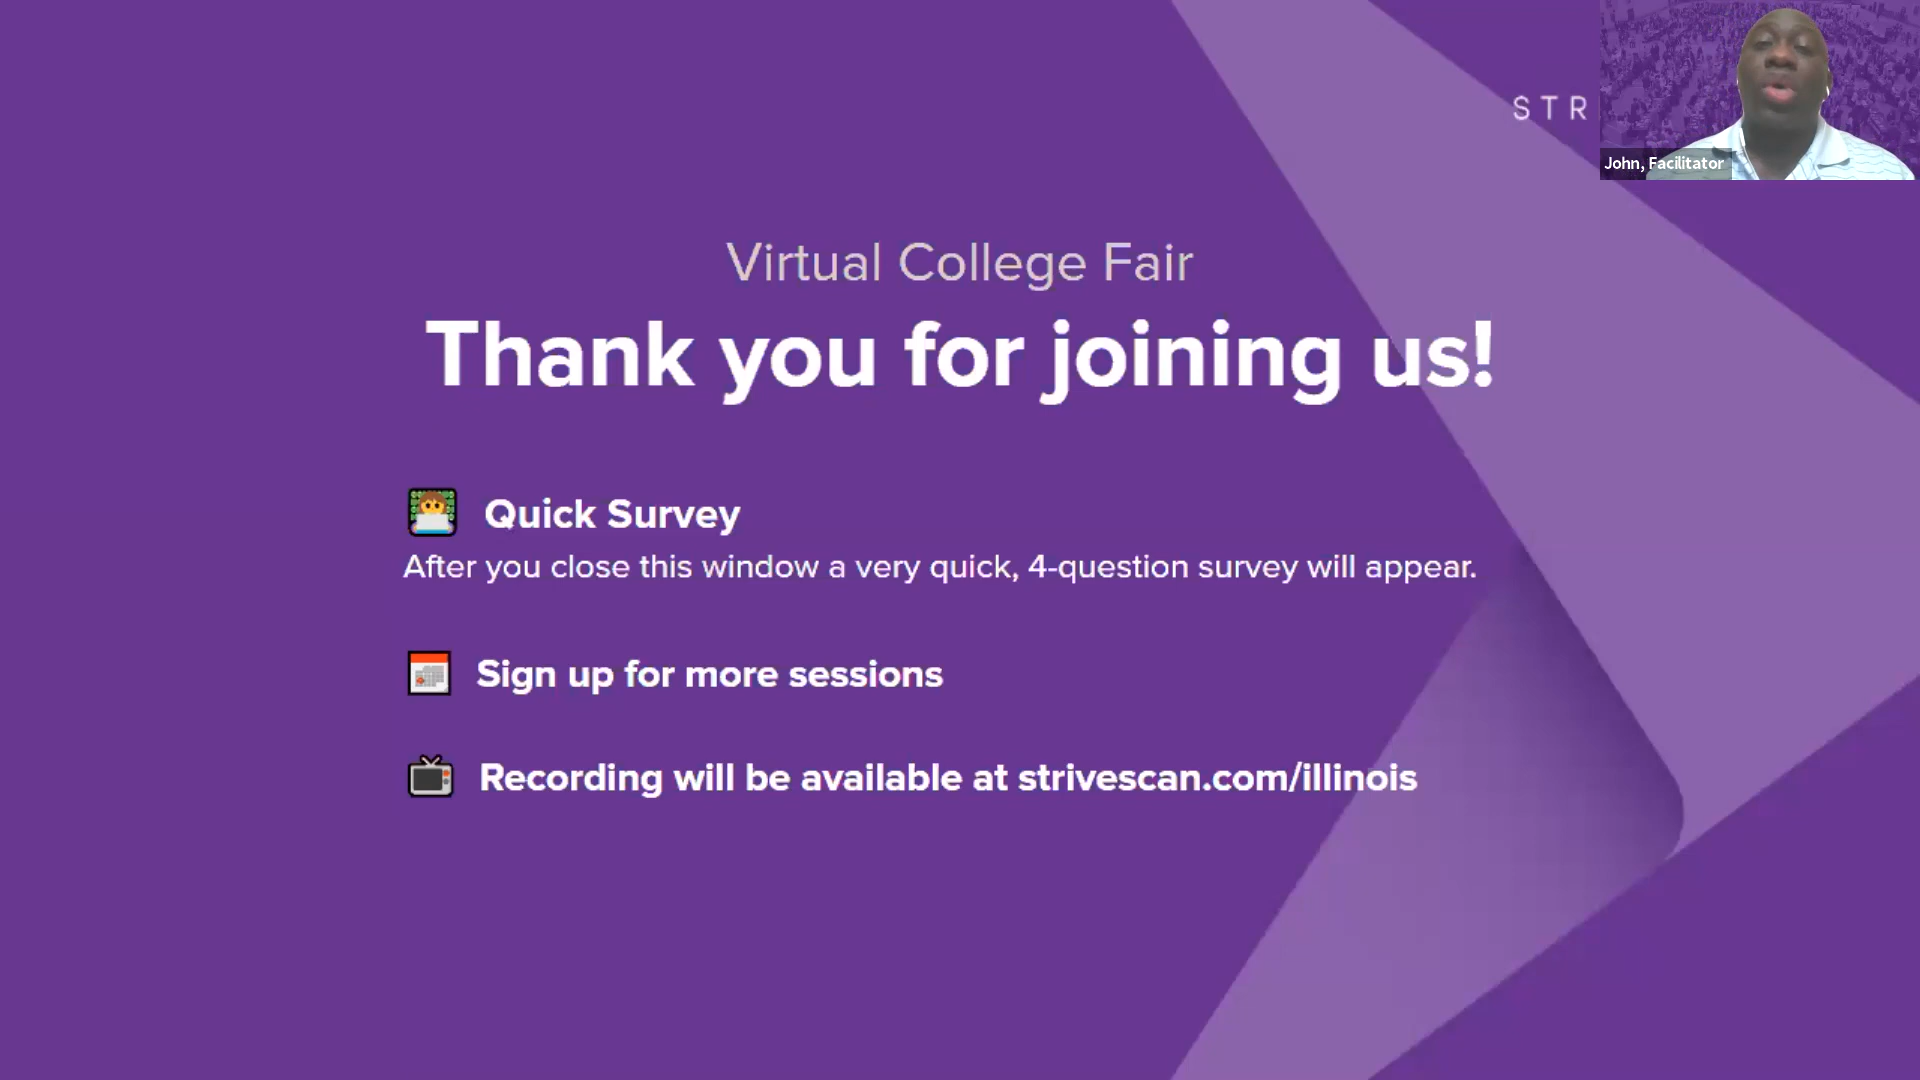 STR
John, Facilitator
Virtual College Fair
Thank you for joining us!
Quick Survey
After you close this window a very quick, 4-question survey will appear.
Sign up for more sessions
Recording will be available at strivescan.com/illinois